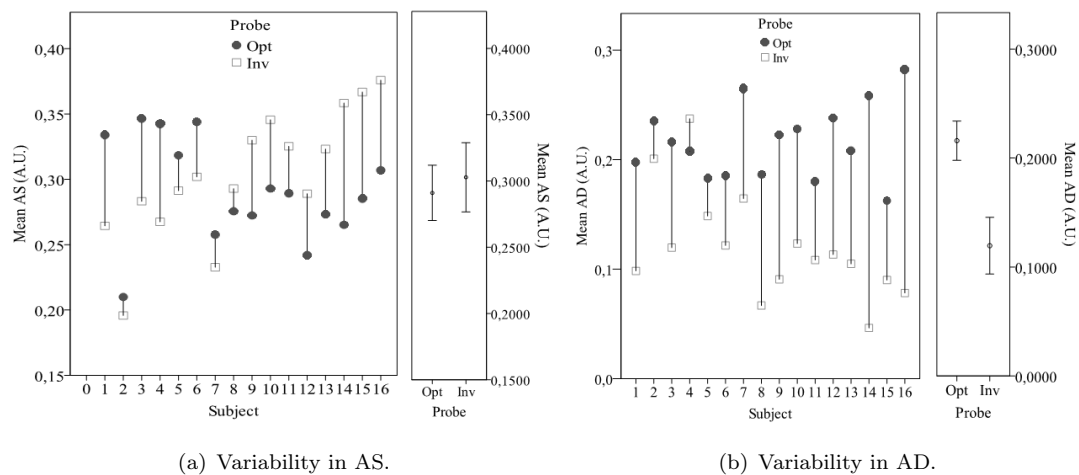 Probe
Opt
Inv
Mean AS (A.U.)
0,40
0,35
0,30
0,25
0,20
0,15
0 1 2 3 4 5 6 7 8 9 10 11 12 13 14 15 16
Subject
0,4000
0,3500
0,3000
0,2500
0,2000
0,1500
Mean AS (A.U.)
Opt Inv
Probe
(a) Variability in AS.
Probe
Opt
Inv
Mean AD (A.U.)
0,3
0,2
0,1
0,0
1 2 3 4 5 6 7 8 9 10 11 12 13 14 15 16
Subject
0,3000
0,2000
0,1000
0,0000
Mean AD (A.U.)
Opt Inv
Probe
(b) Variability in AD.